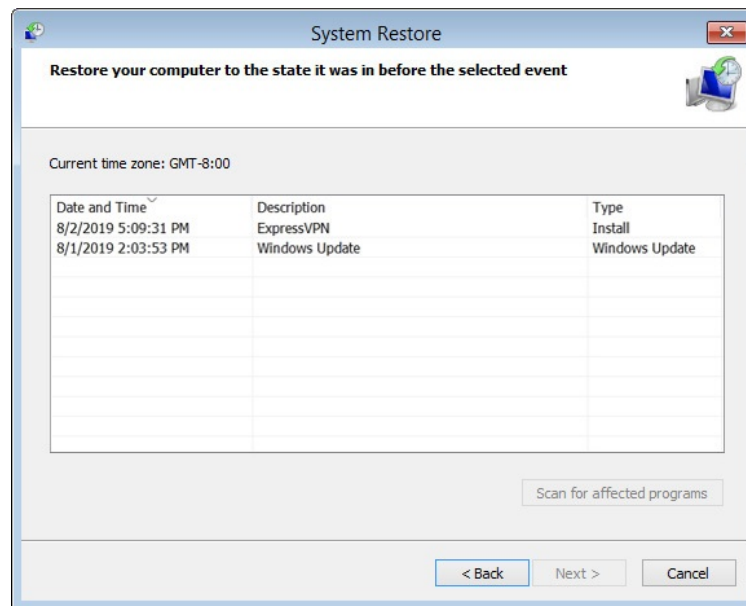 System Restore
Restore your computer to the state it was in before the selected event
Current time zone: GMT-8:00
Date and Time Description Type
8/2/2019 5:09:31 PM ExpressVPN Install
8/1/2019 2:03:53 PM Windows Update Windows Update
Scan for affected programs
< Back Next > Cancel